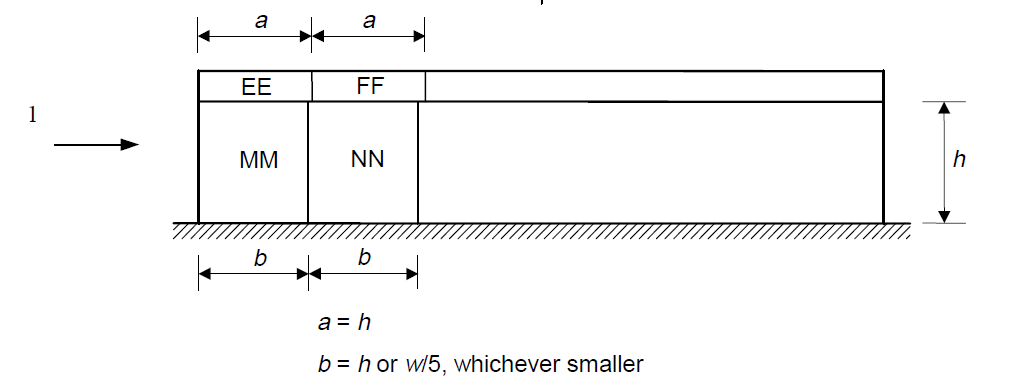 a a
EE FF
1
MM NN
h
b b
a = h
b = h or w/5, whichever smaller